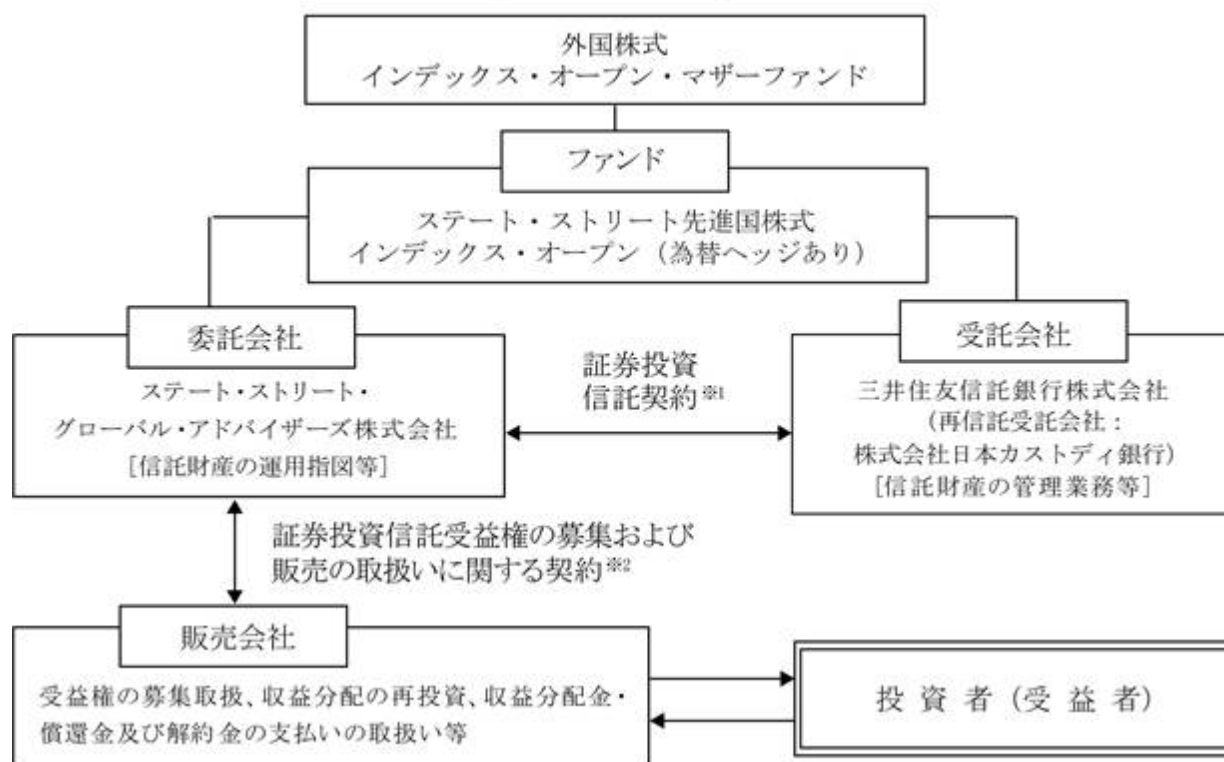 外国株式
インデックス・オープン・マザーファンド
ファンド
ステート・ストリート先進国株式
インデックス・オープン（為替ヘッジあり）
委託会社
ステート・ストリート・
グローバル・アドバイザーズ株式会社
［信託財産の運用指図等］
証券投資
信託契約※1
受託会社
三井住友信託銀行株式会社
（再信託受託会社：
株式会社日本カストディ銀行）
［信託財産の管理業務等］
証券投資信託受益権の募集および
販売の取扱いに関する契約※2
販売会社
受益権の募集取扱、収益分配の再投資、収益分配金・
償還金及び解約金の支払いの取扱い等
投資者（受益者）